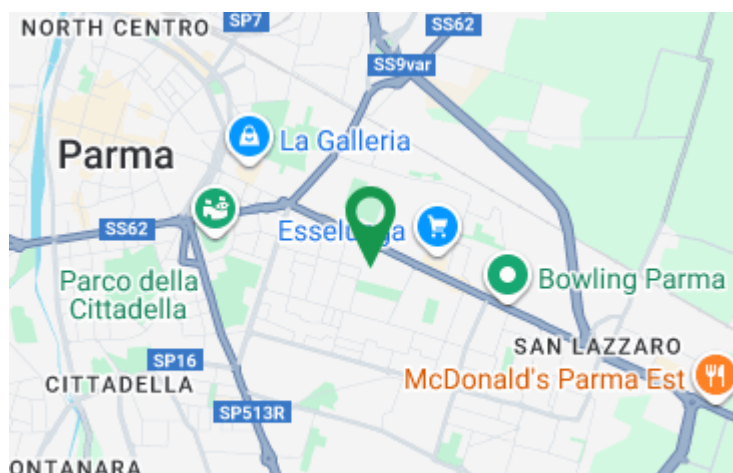 NORTH CENTRO
SP7
SS62
SS9var
La Galleria
Parma
SS62
Esselunga
Parco della
Cittadella
Bowling Parma
SP16
SAN LAZZARO
CITTADELLA
McDonald's Parma Est
SP513R
ONTANARA